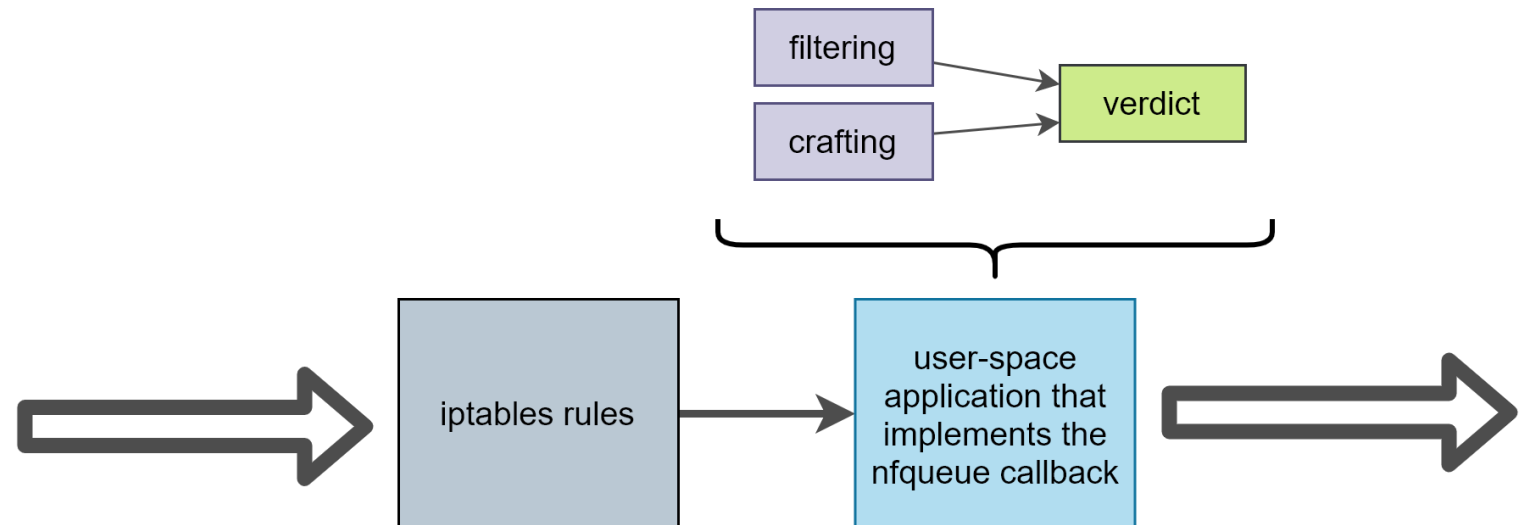 filtering
verdict
crafting
iptables rules
user-space
application that
implements the
nfqueue callback